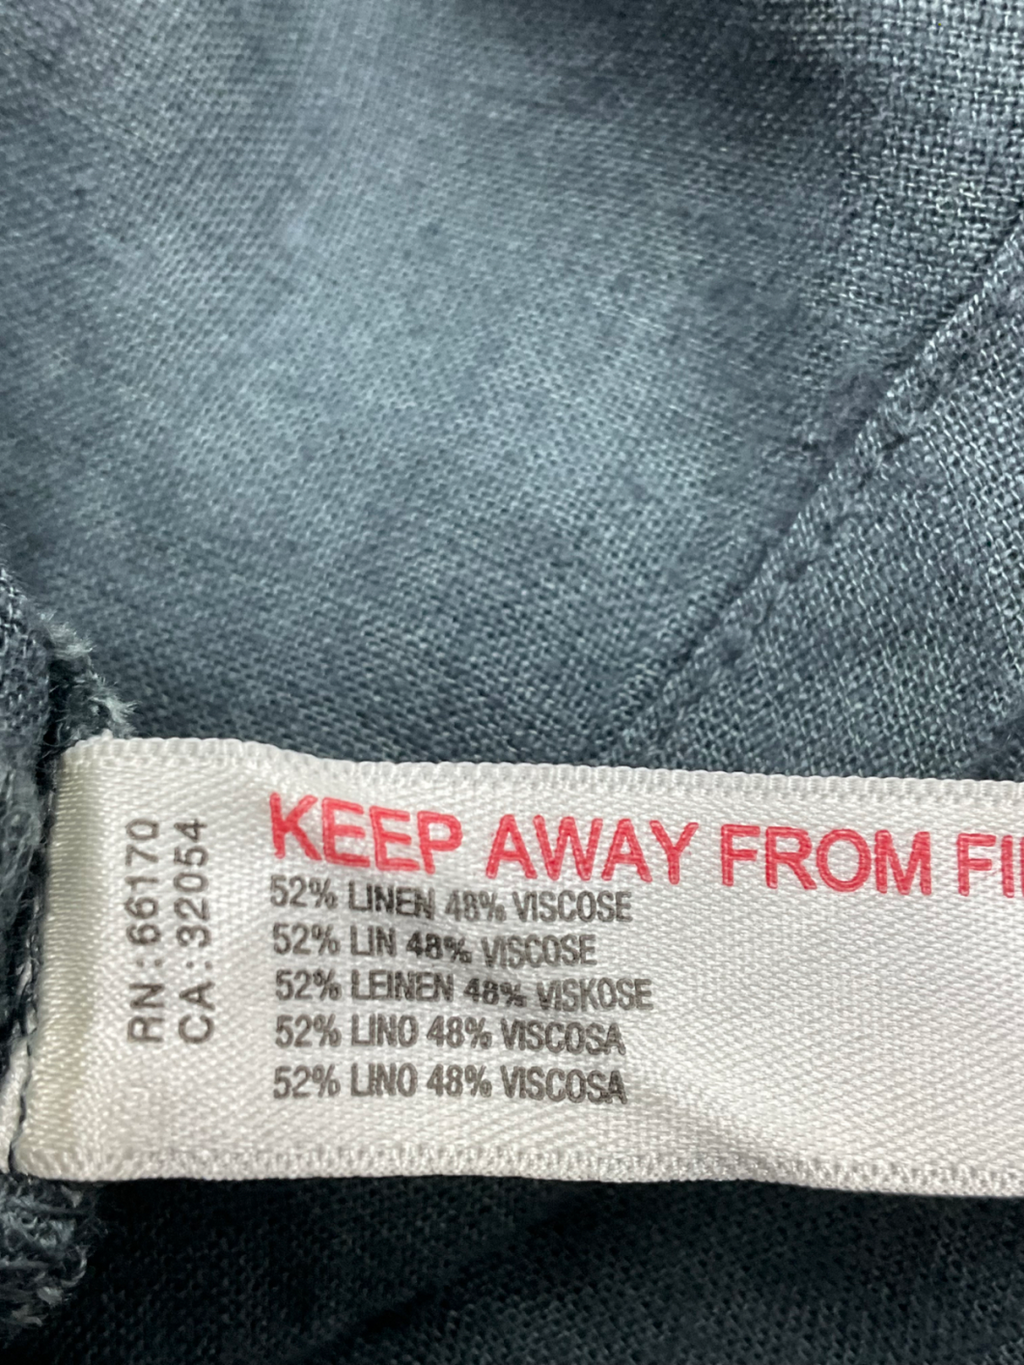 RN:66170
CA:32054
KEEP AWAY FROM
52% LINEN 48% VISCOSE
52% LIN 48% VISCOSE
52% LEINEN 48% VISKOSE
52% LINO 48% VISCOSA
52% LINO 48% VISCOSA